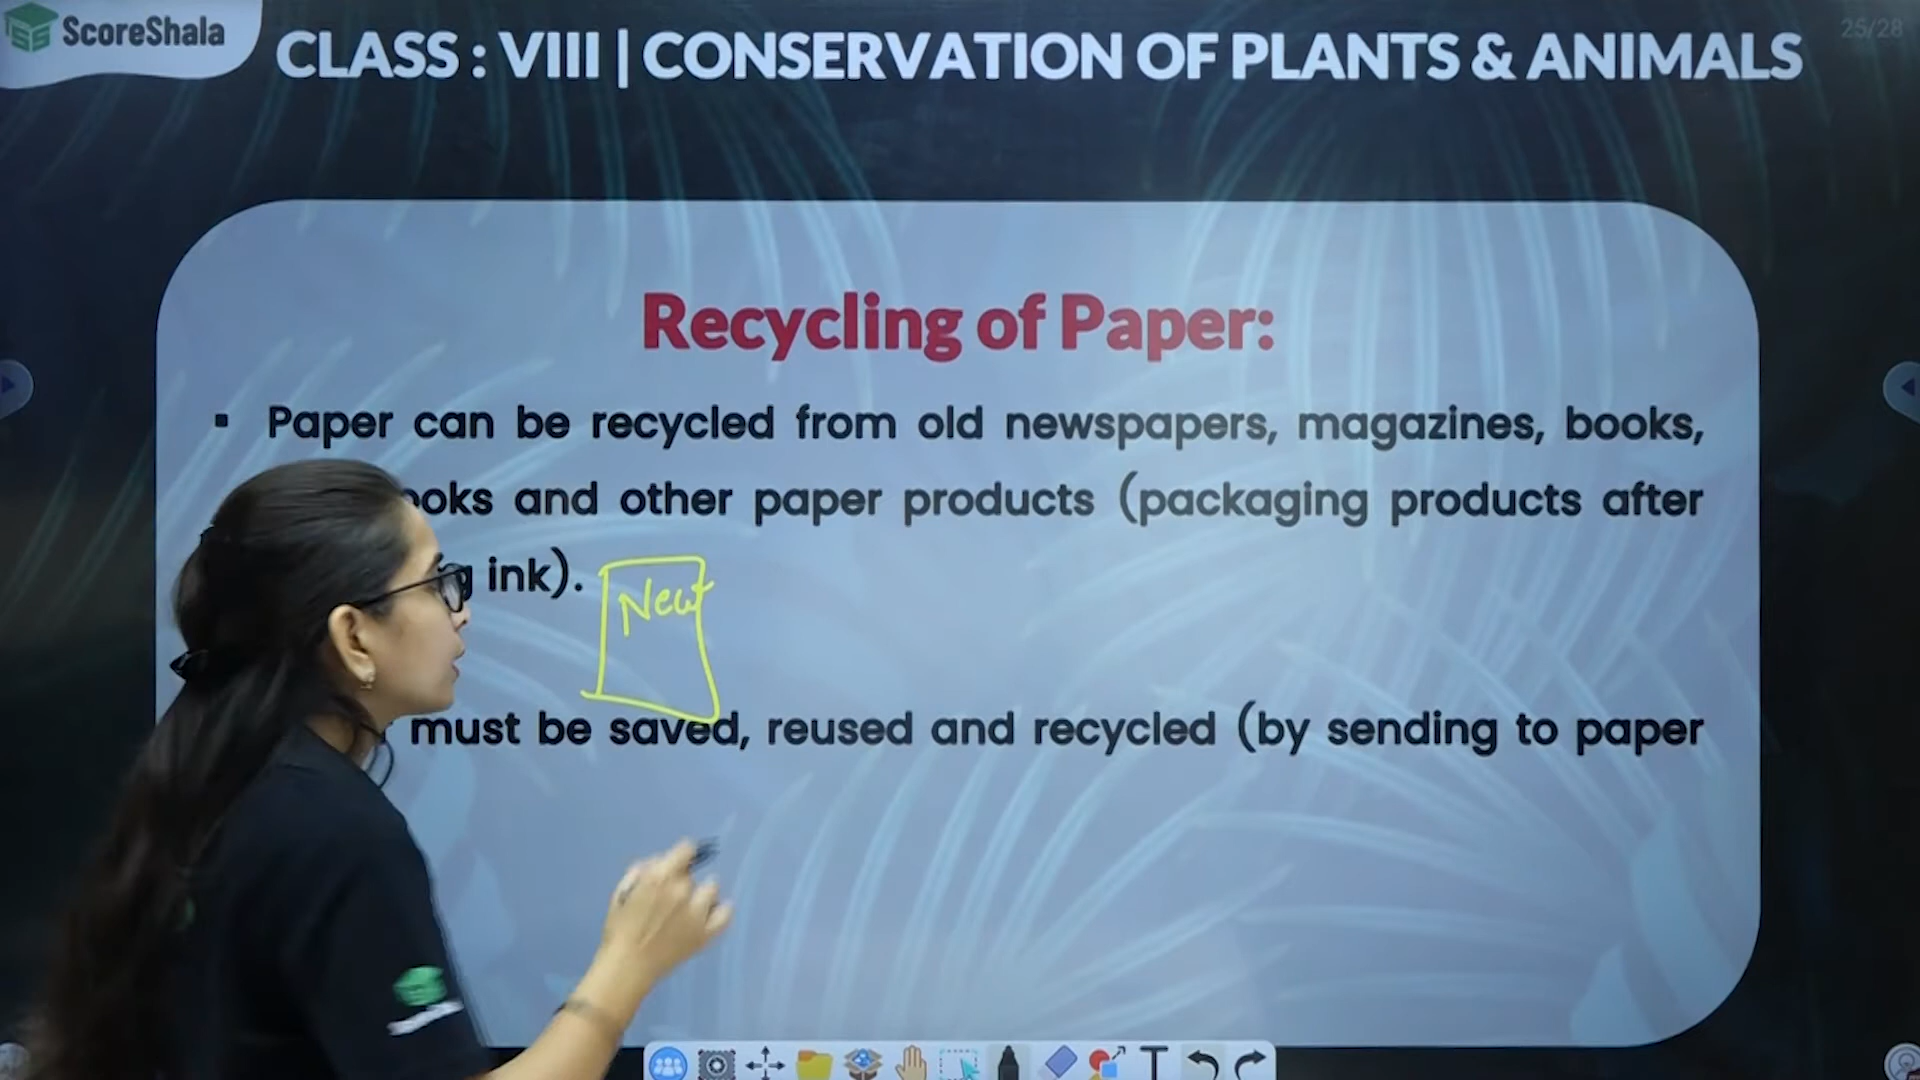 ScoreShala
CLASS : VIII | CONSERVATION OF PLANTS & ANIMALS
25/28
Recycling of Paper:
▪ Paper can be recycled from old newspapers, magazines, books,
and other paper products (packaging products after
ink).
New
must be saved, reused and recycled (by sending to paper